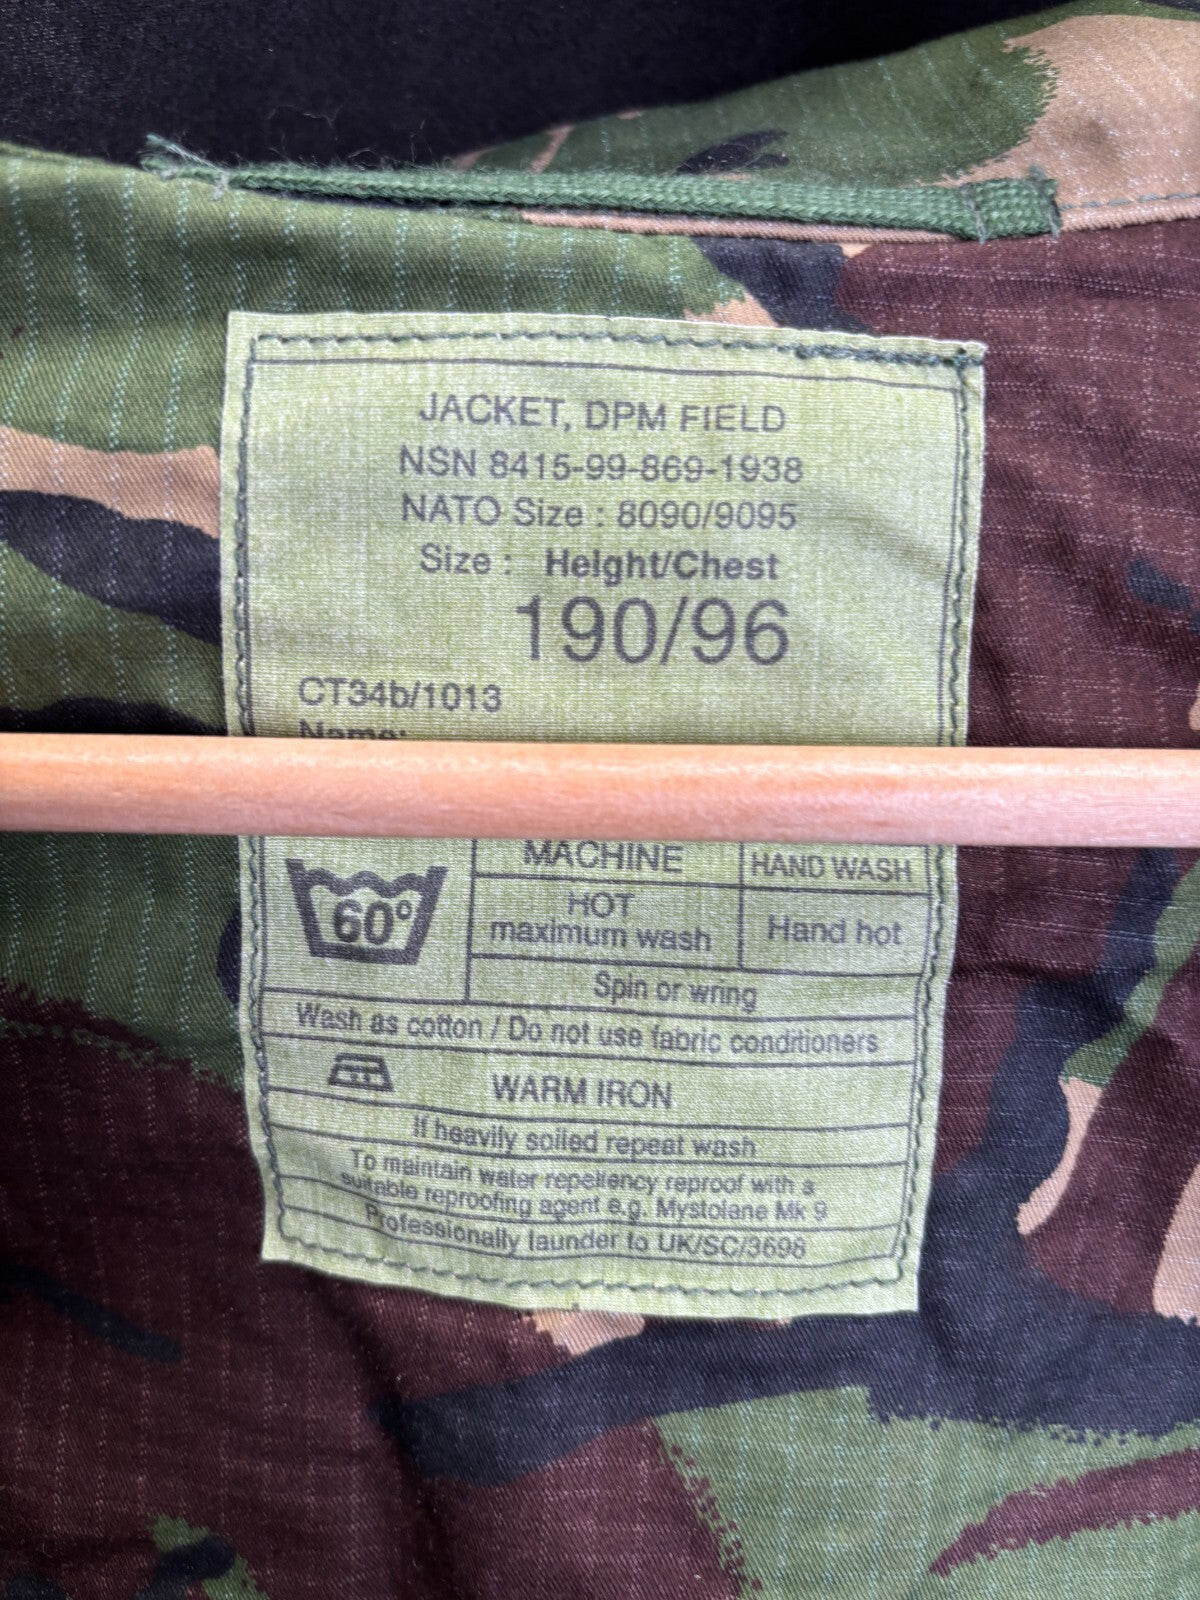 JACKET, DPM FIELD
NSN 8415-99-869-1938
NATO Size : 8090/9095
Size : Height/Chest
190/96
CT34b/1013
Name:
MACHINE
HAND WASH
60°
HOT
maximum wash
Hand hot
Spin or wring
Wash as cotton / Do not use fabric conditioners
WARM IRON
If heavily soiled repeat wash
To maintain water repellency reproof with a
suitable reproofing agent e.g. Mystolene Mk 9
Professionally launder to UK/SC/3698